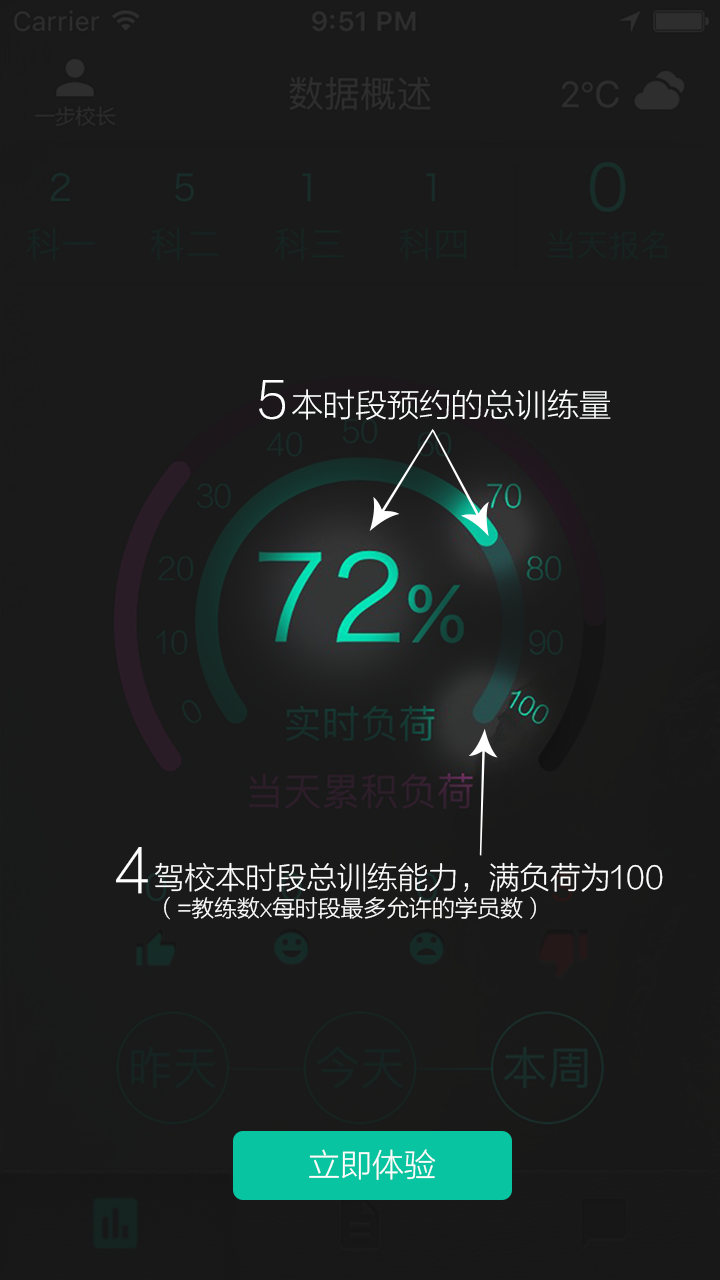 Carrier 9:51 PM
一步校长 数据概述 2°C
2 5 1 1 0
科一 科二 科三 科四 当天报名
5本时段预约的总训练量
40 50 60
30 70
20 80
72%
10 90
0 100
实时负荷
当天累积负荷
4驾校本时段总训练能力，满负荷为100
（=教练数x每时段最多允许的学员数）
昨天 今天 本周
立即体验